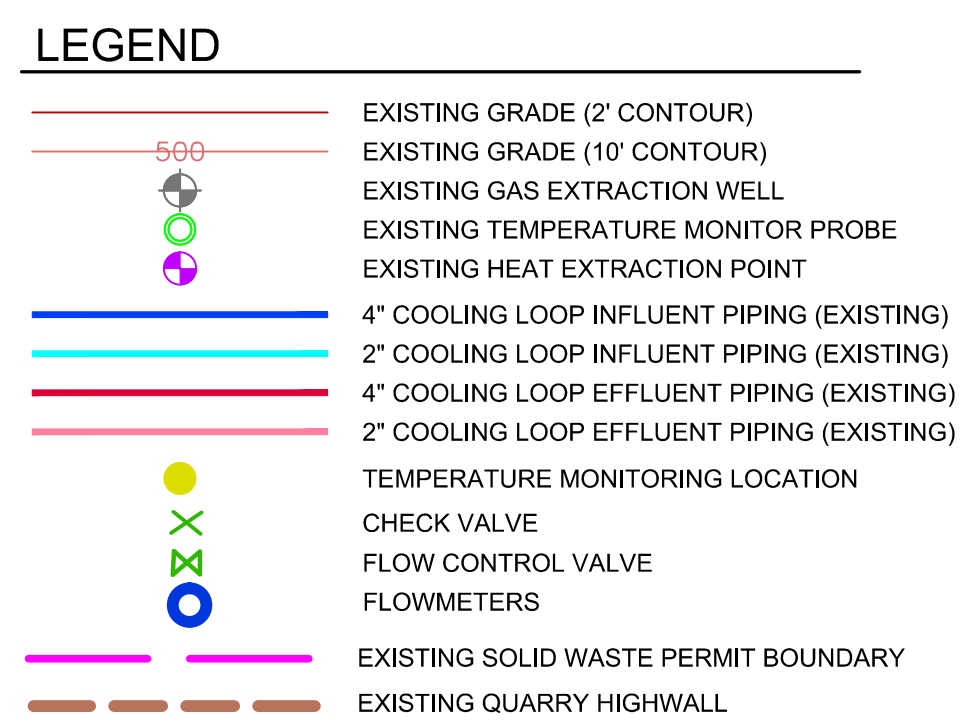 LEGEND
EXISTING GRADE (2' CONTOUR)
500 EXISTING GRADE (10' CONTOUR)
EXISTING GAS EXTRACTION WELL
EXISTING TEMPERATURE MONITOR PROBE
EXISTING HEAT EXTRACTION POINT
4" COOLING LOOP INFLUENT PIPING (EXISTING)
2" COOLING LOOP INFLUENT PIPING (EXISTING)
4" COOLING LOOP EFFLUENT PIPING (EXISTING)
2" COOLING LOOP EFFLUENT PIPING (EXISTING)
TEMPERATURE MONITORING LOCATION
CHECK VALVE
FLOW CONTROL VALVE
FLOWMETERS
EXISTING SOLID WASTE PERMIT BOUNDARY
EXISTING QUARRY HIGHWALL